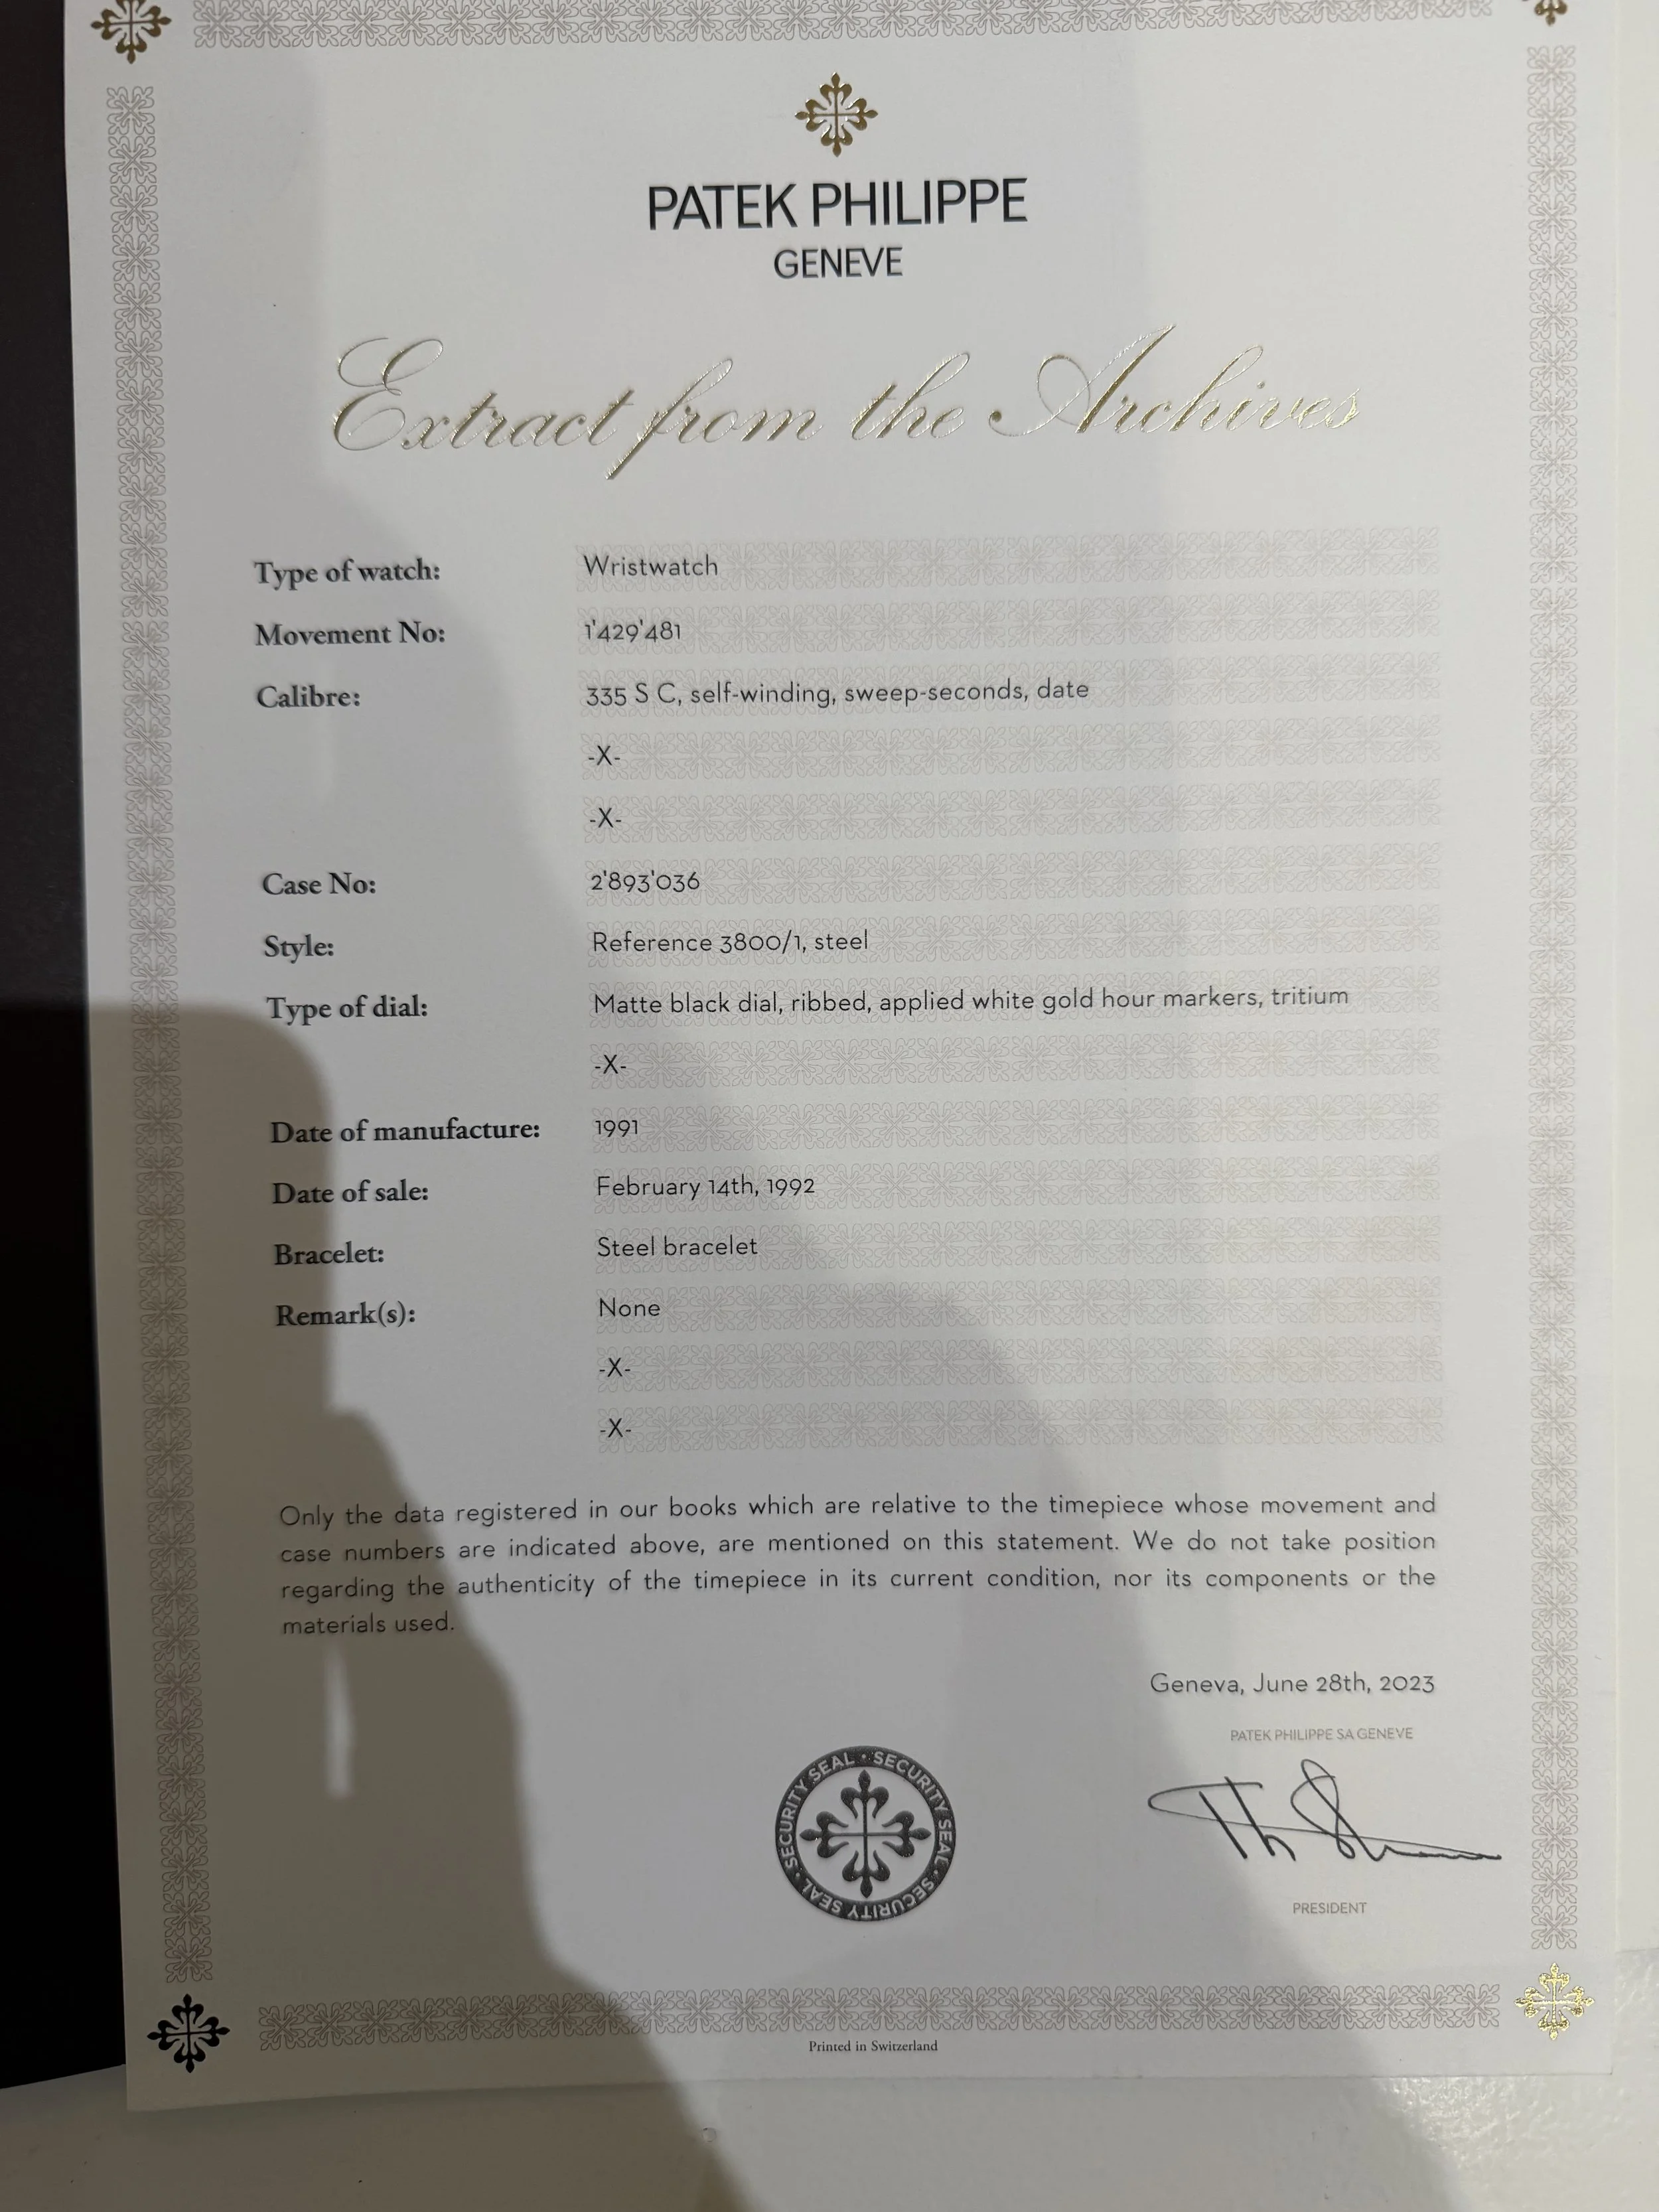 PATEK PHILIPPE
GENEVE
Extract from the Archives
Type of watch: Wristwatch
Movement No: 1'429'481
Calibre: 335 S C, self-winding, sweep-seconds, date
-X-
-X-
Case No: 2'893'036
Style: Reference 3800/1, steel
Type of dial: Matte black dial, ribbed, applied white gold hour markers, tritium
-X-
Date of manufacture: 1991
Date of sale: February 14th, 1992
Bracelet: Steel bracelet
Remark(s): None
-X-
-X-
Only the data registered in our books which are relative to the timepiece whose movement and
case numbers are indicated above, are mentioned on this statement. We do not take position
regarding the authenticity of the timepiece in its current condition, nor its components or the
materials used.
Geneva, June 28th, 2023
PATEK PHILIPPE SA GENEVE
SECURITY SEAL · SECURITY SEAL · SECURITY SEAL ·
PRESIDENT
Printed in Switzerland